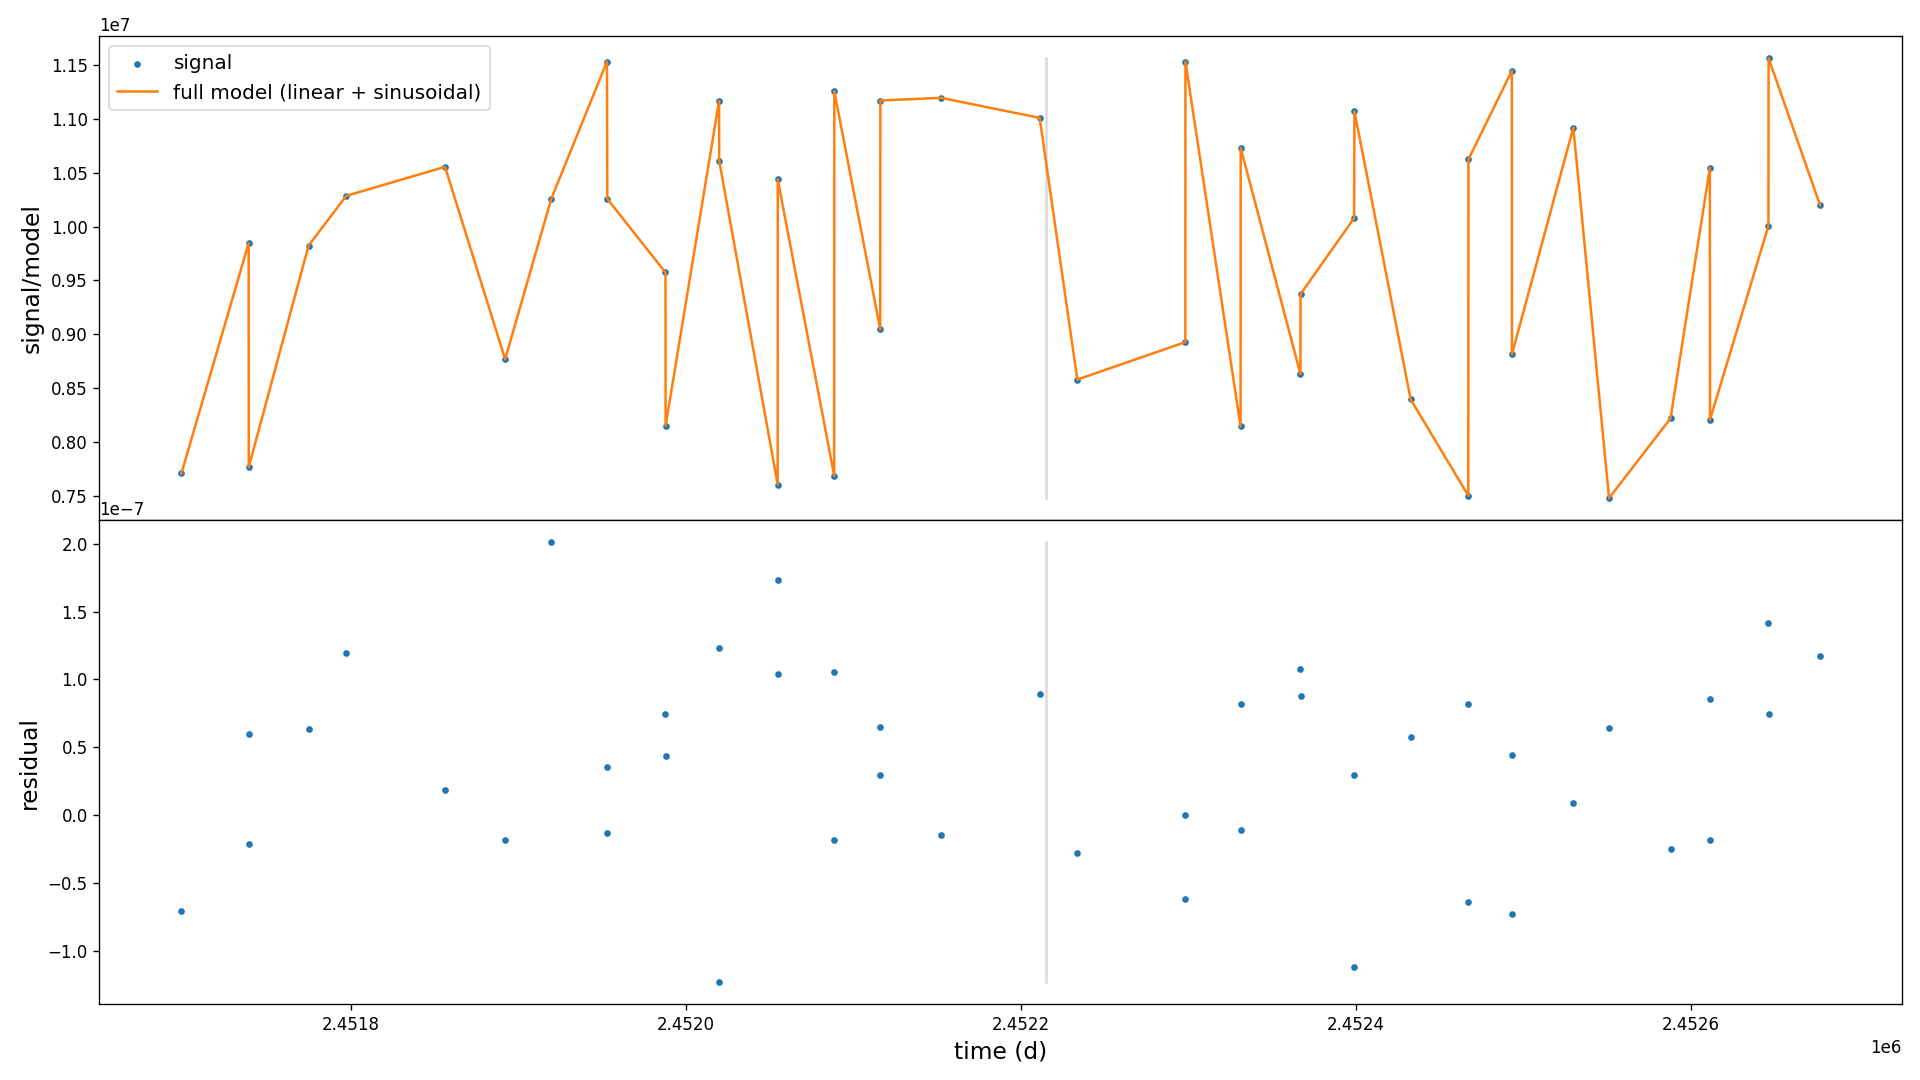 1e7
signal
full model (linear + sinusoidal)
1.15
1.10
1.05
1.00
0.95
0.90
0.85
0.80
0.75
signal/model
1e−7
2.0
1.5
1.0
0.5
0.0
−0.5
−1.0
residual
2.4518
2.4520
2.4522
2.4524
2.4526
time (d)
1e6